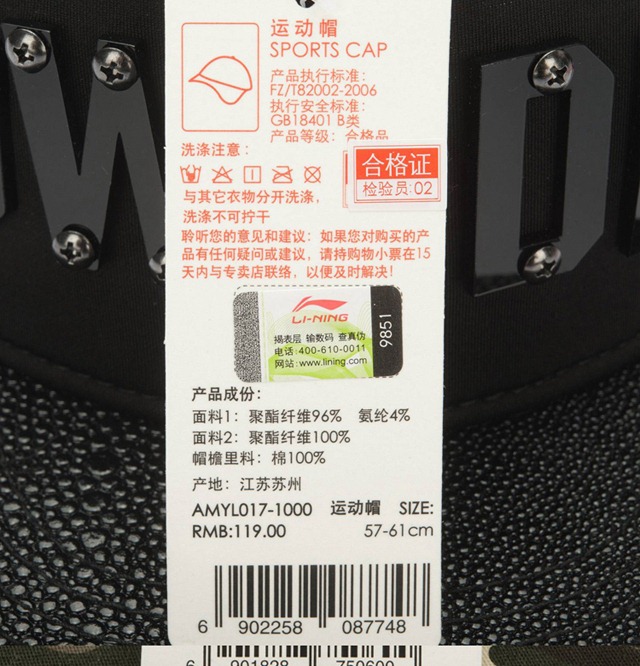 运动帽
SPORTS CAP
产品执行标准:
FZ/T82002-2006
执行安全标准:
GB18401 B类
产品等级: 合格品
洗涤注意:
合格证
检验员:02
与其它衣物分开洗涤,
洗涤不可拧干
聆听您的意见和建议: 如果您对购买的产
品有任何疑问或建议, 请持购物小票在15
天内与专卖店联络, 以便及时解决!
LI-NING
揭表层 输数码 查真伪
电话:400-610-0011
网站:www.lining.com
9851
产品成份:
面料1: 聚酯纤维96% 氨纶4%
面料2: 聚酯纤维100%
帽檐里料: 棉100%
产地: 江苏苏州
AMYL017-1000 运动帽 SIZE:
RMB:119.00 57-61cm
6 902258 087748